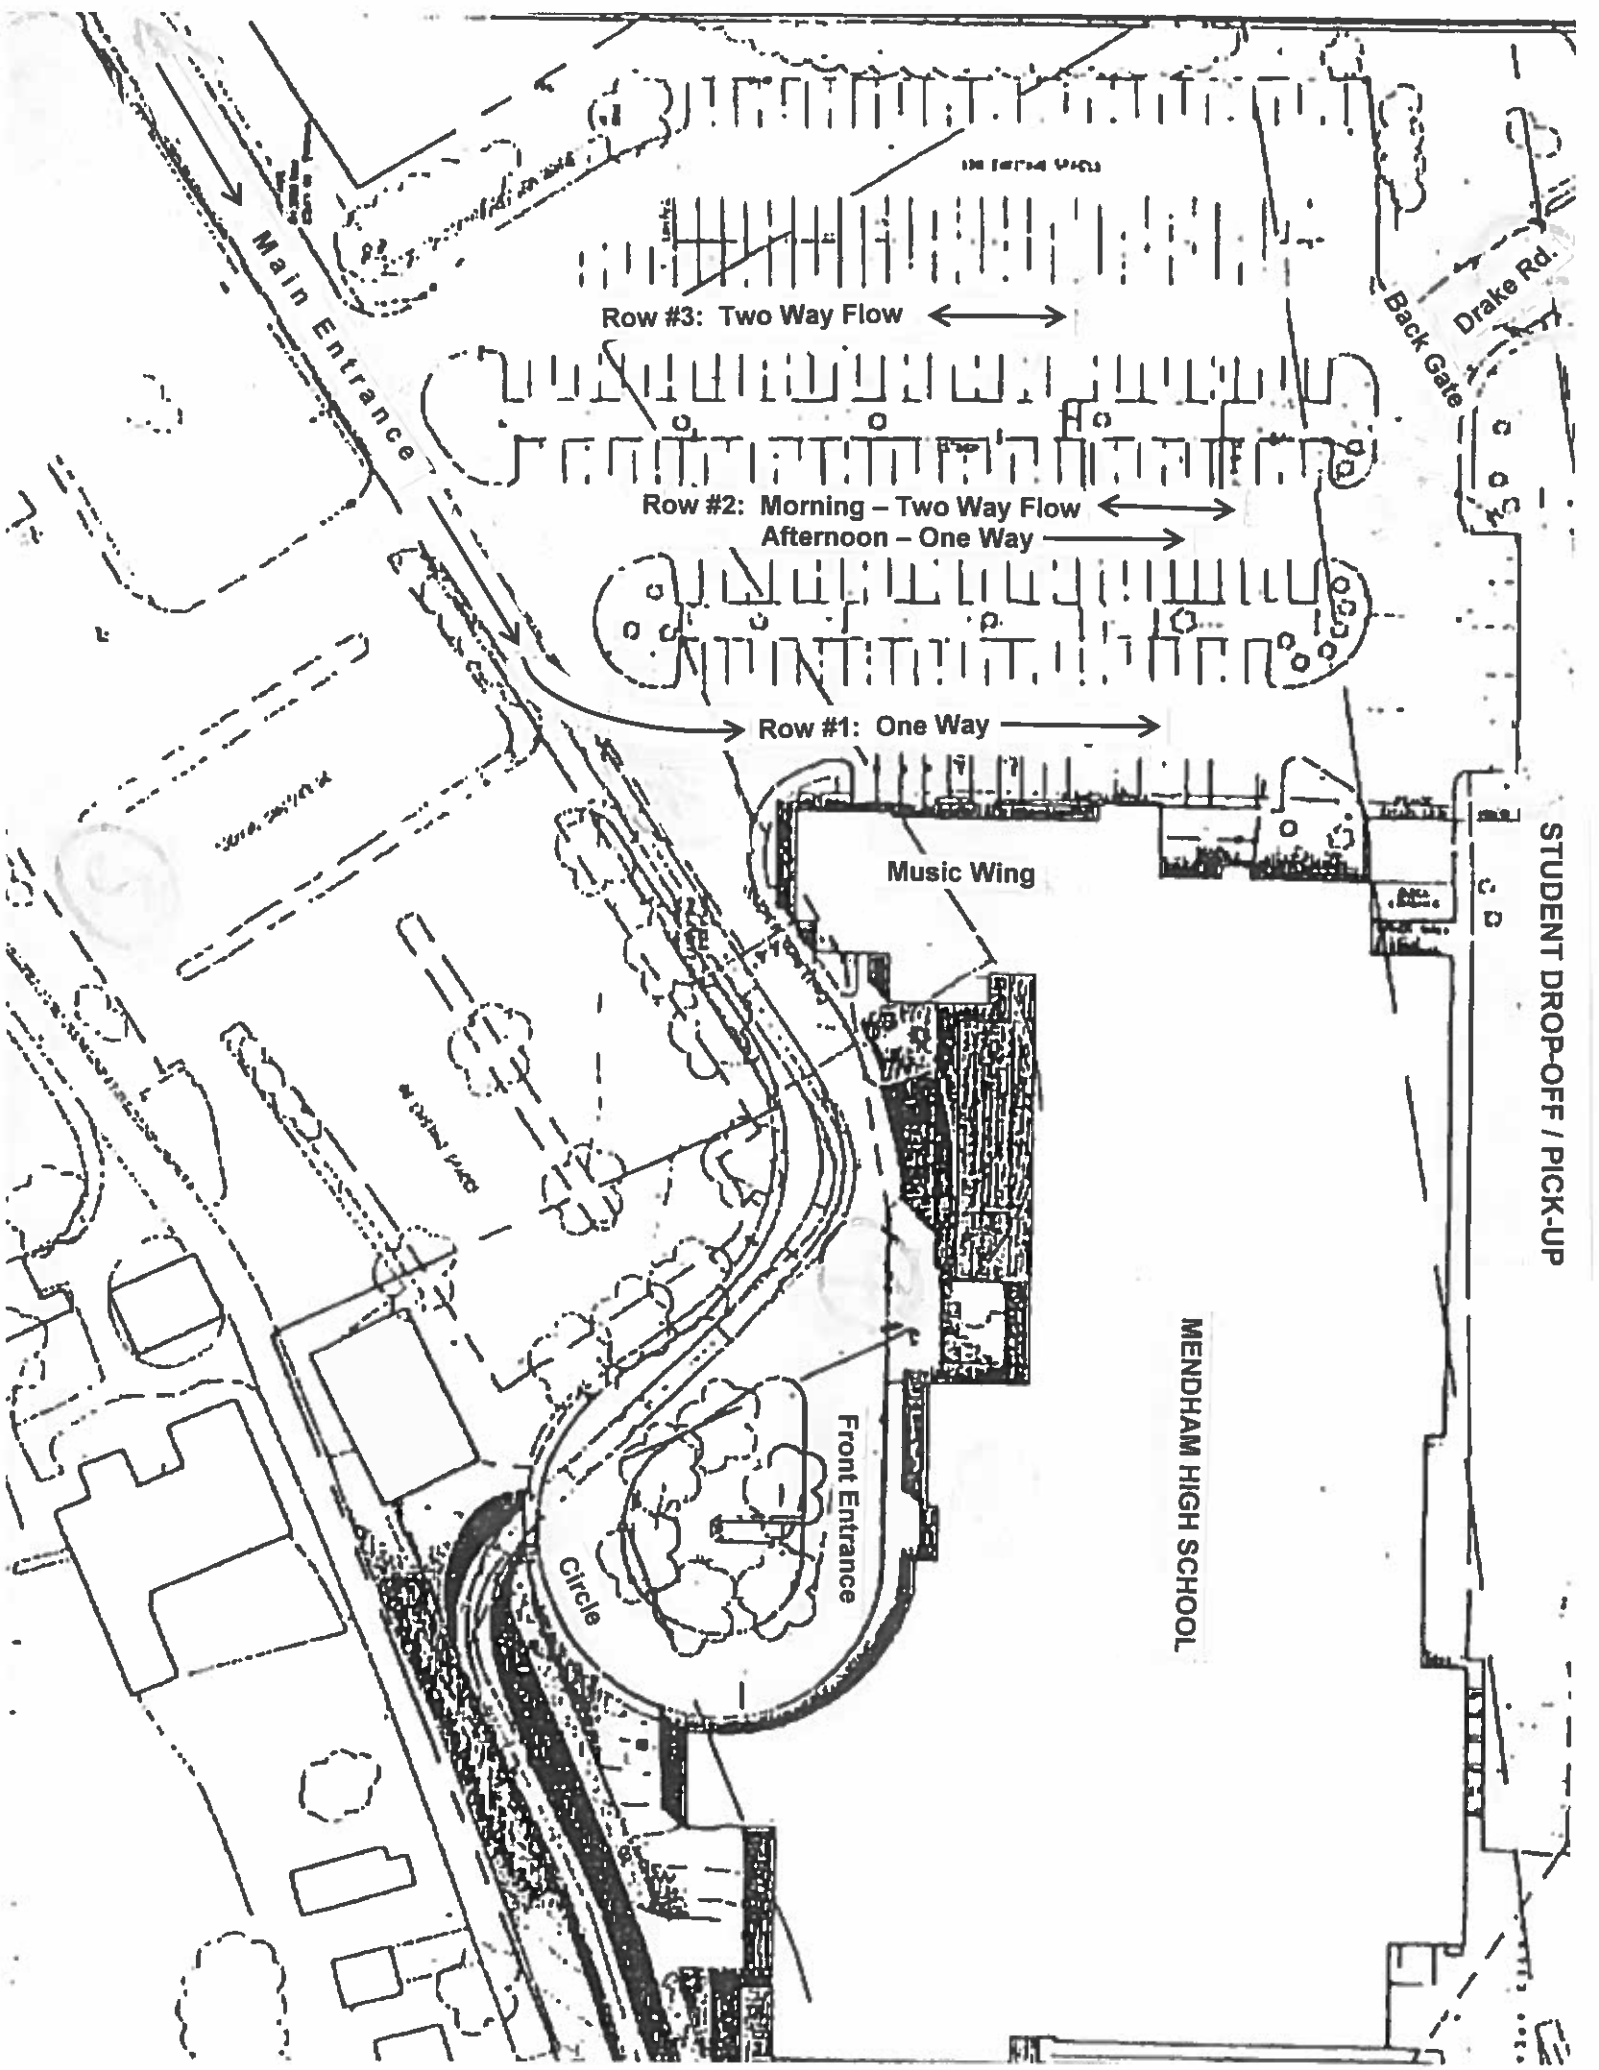 Drake Rd.
Back Gate
Main Entrance
Row #3: Two Way Flow
Row #2: Morning – Two Way Flow
Afternoon – One Way
Row #1: One Way
Music Wing
STUDENT DROP-OFF / PICK-UP
MENDHAM HIGH SCHOOL
Front Entrance
Circle